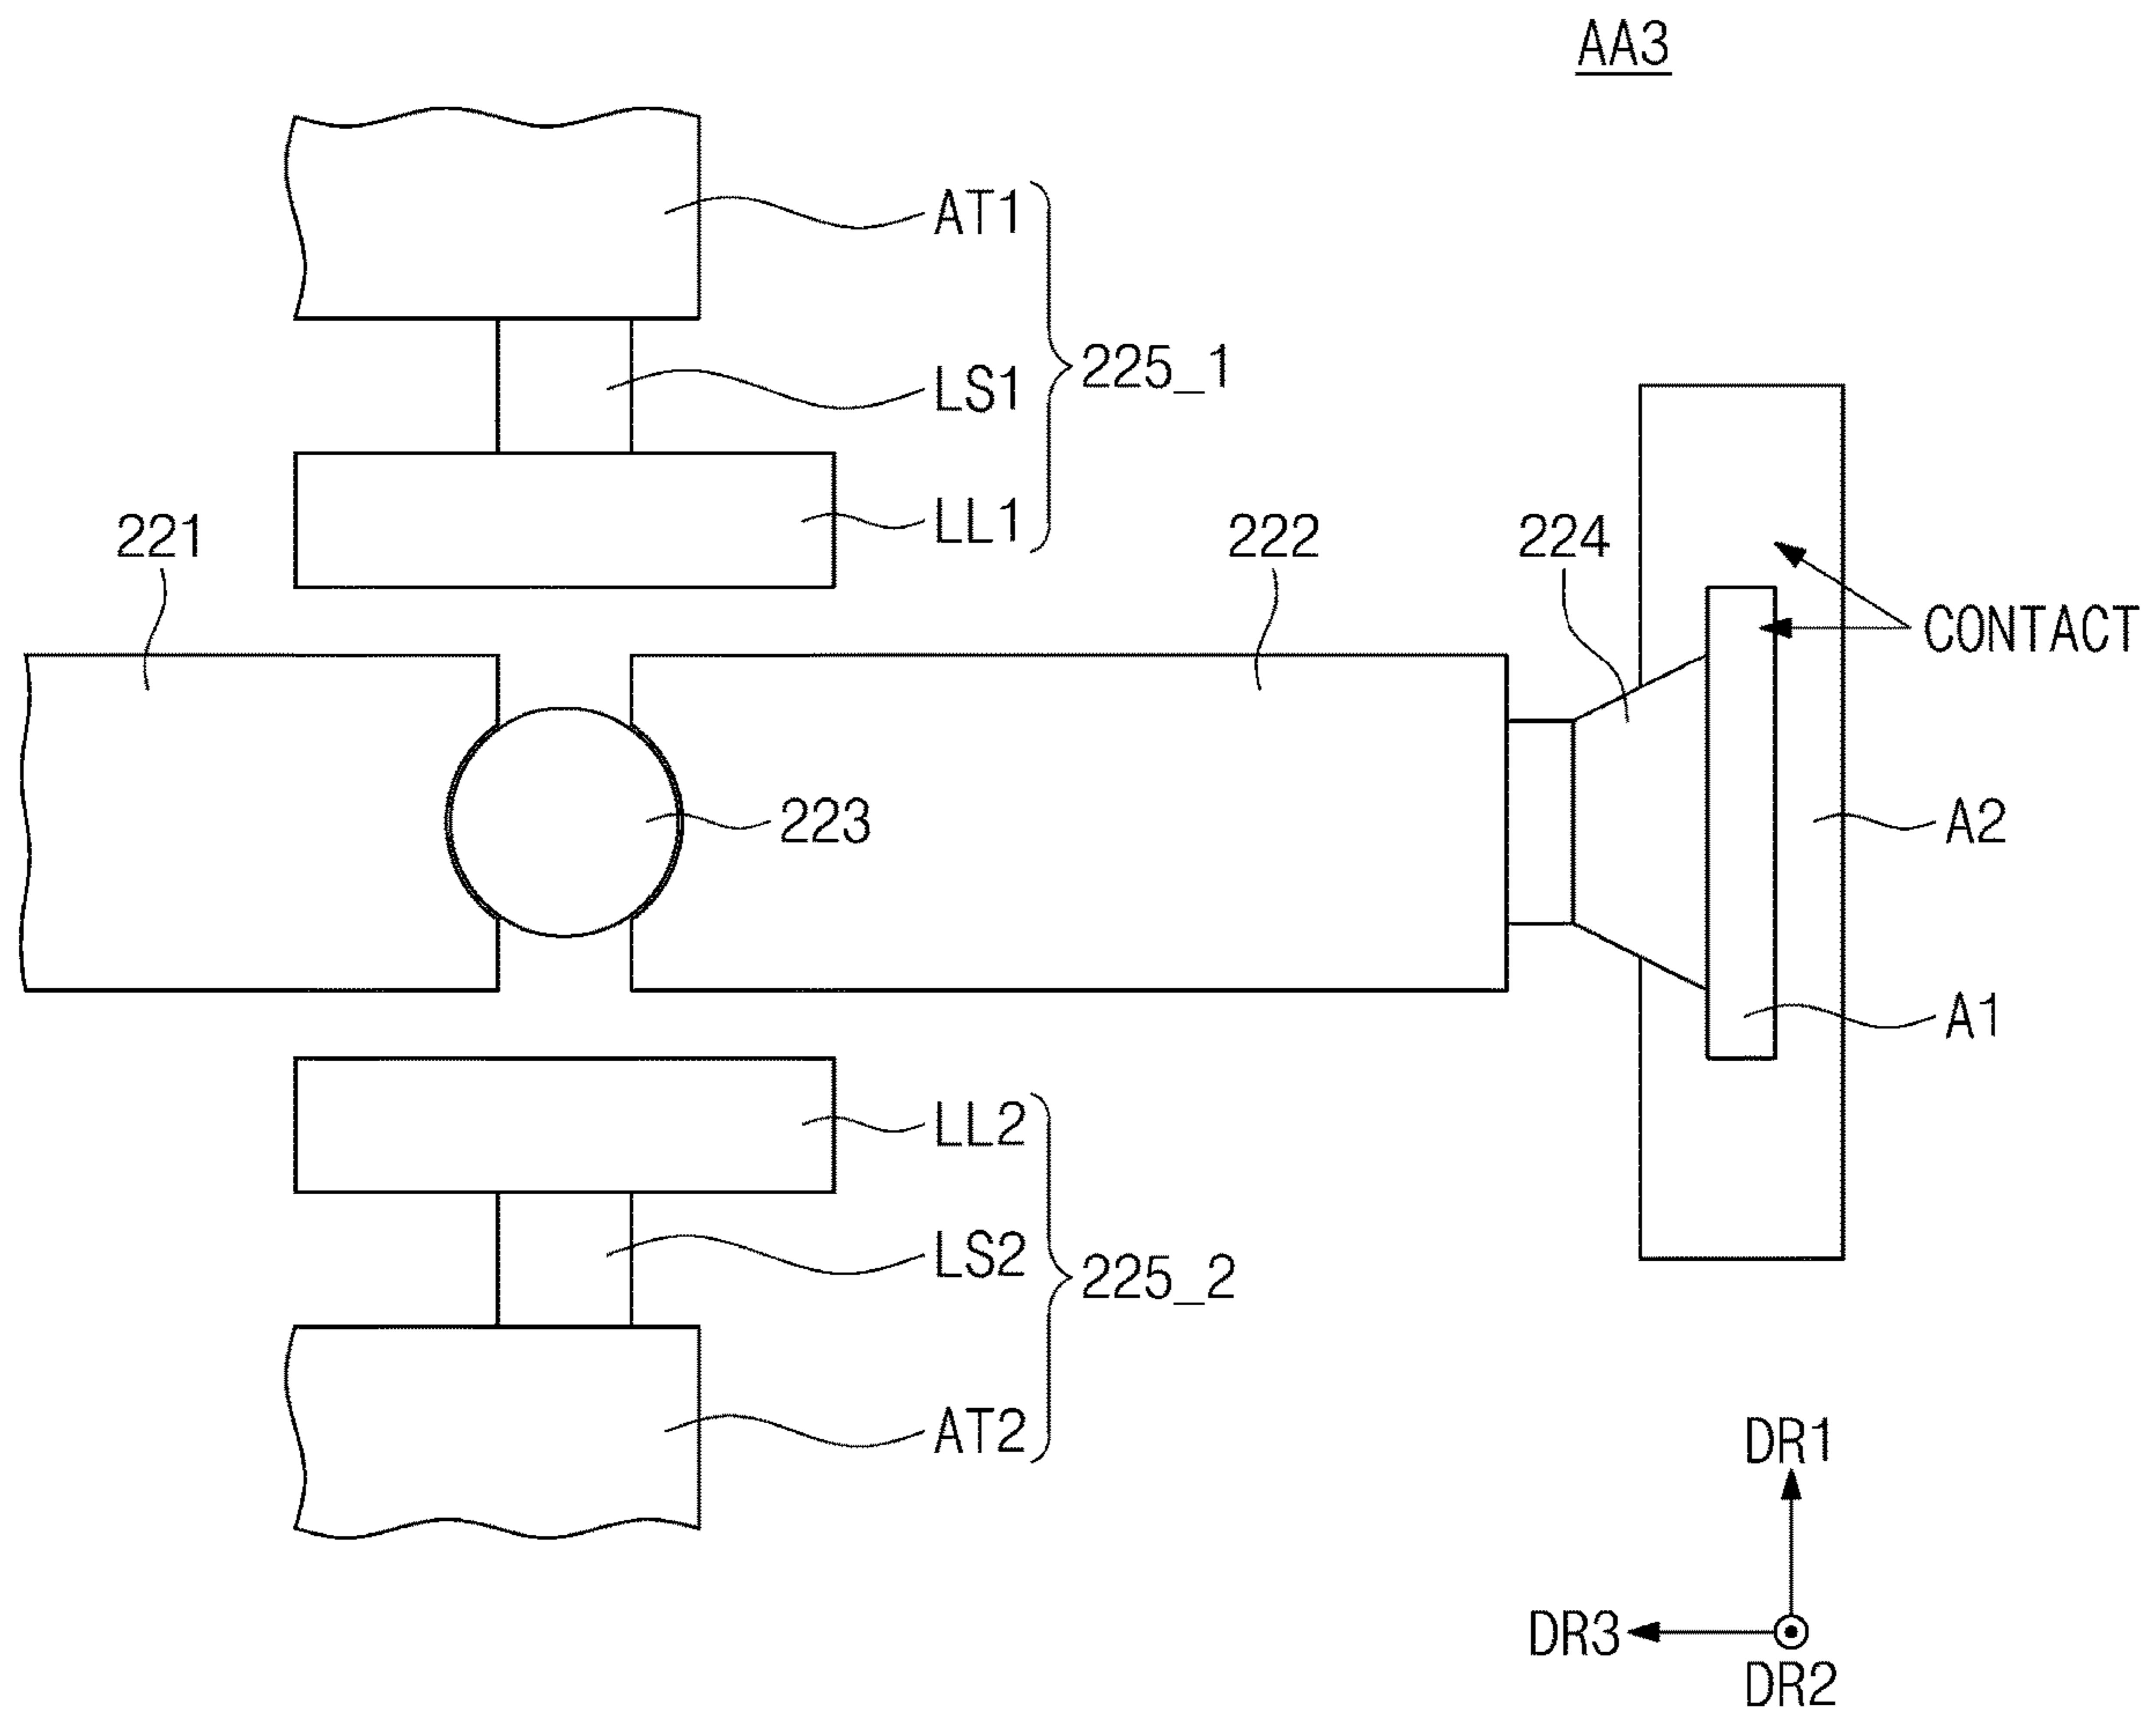 AA3
AT1
LS1
225_1
LL1
221
222
224
CONTACT
223
A2
A1
LL2
LS2
225_2
AT2
DR1
DR3
DR2